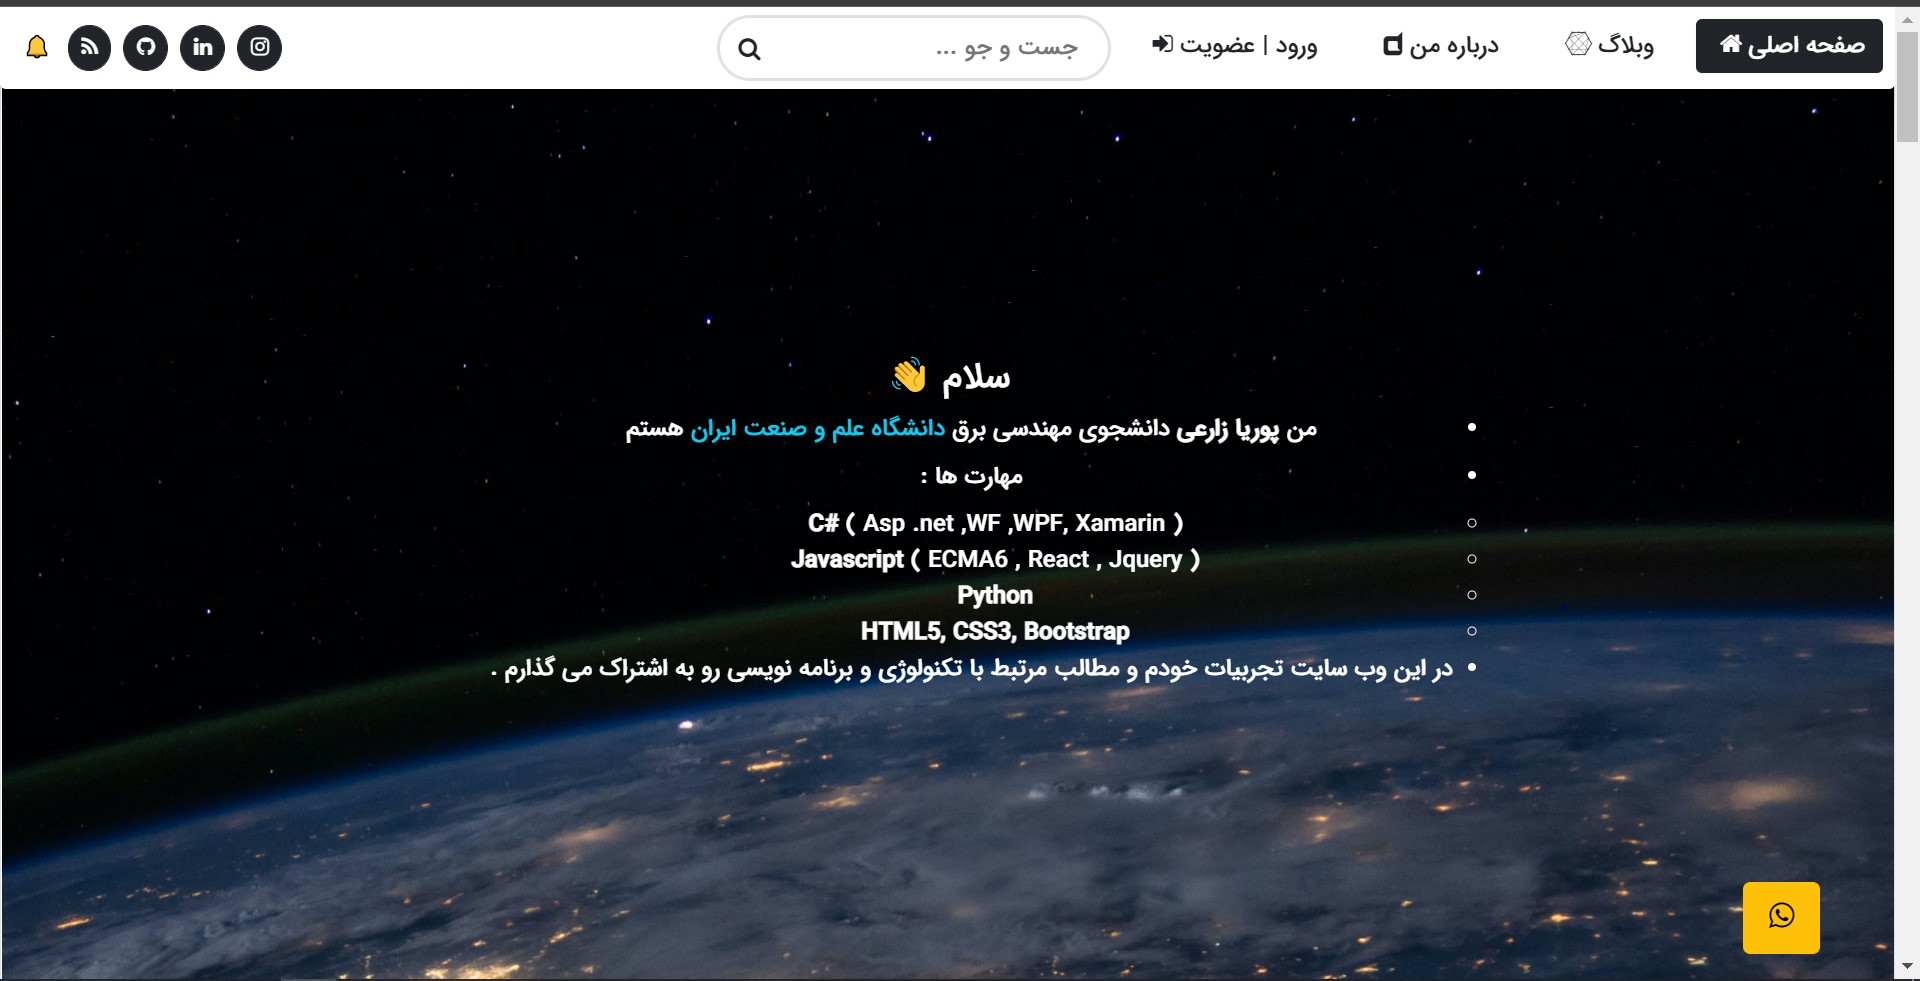 صفحه اصلی
وبلاگ
درباره من
ورود | عضویت
جست و جو ...
سلام 👋
من پوریا زارعی دانشجوی مهندسی برق دانشگاه علم و صنعت ایران هستم
مهارت ها :
C# ( Asp .net ,WF ,WPF, Xamarin )
Javascript ( ECMA6 , React , Jquery )
Python
HTML5, CSS3, Bootstrap
در این وب سایت تجربیات خودم و مطالب مرتبط با تکنولوژی و برنامه نویسی رو به اشتراک می گذارم .